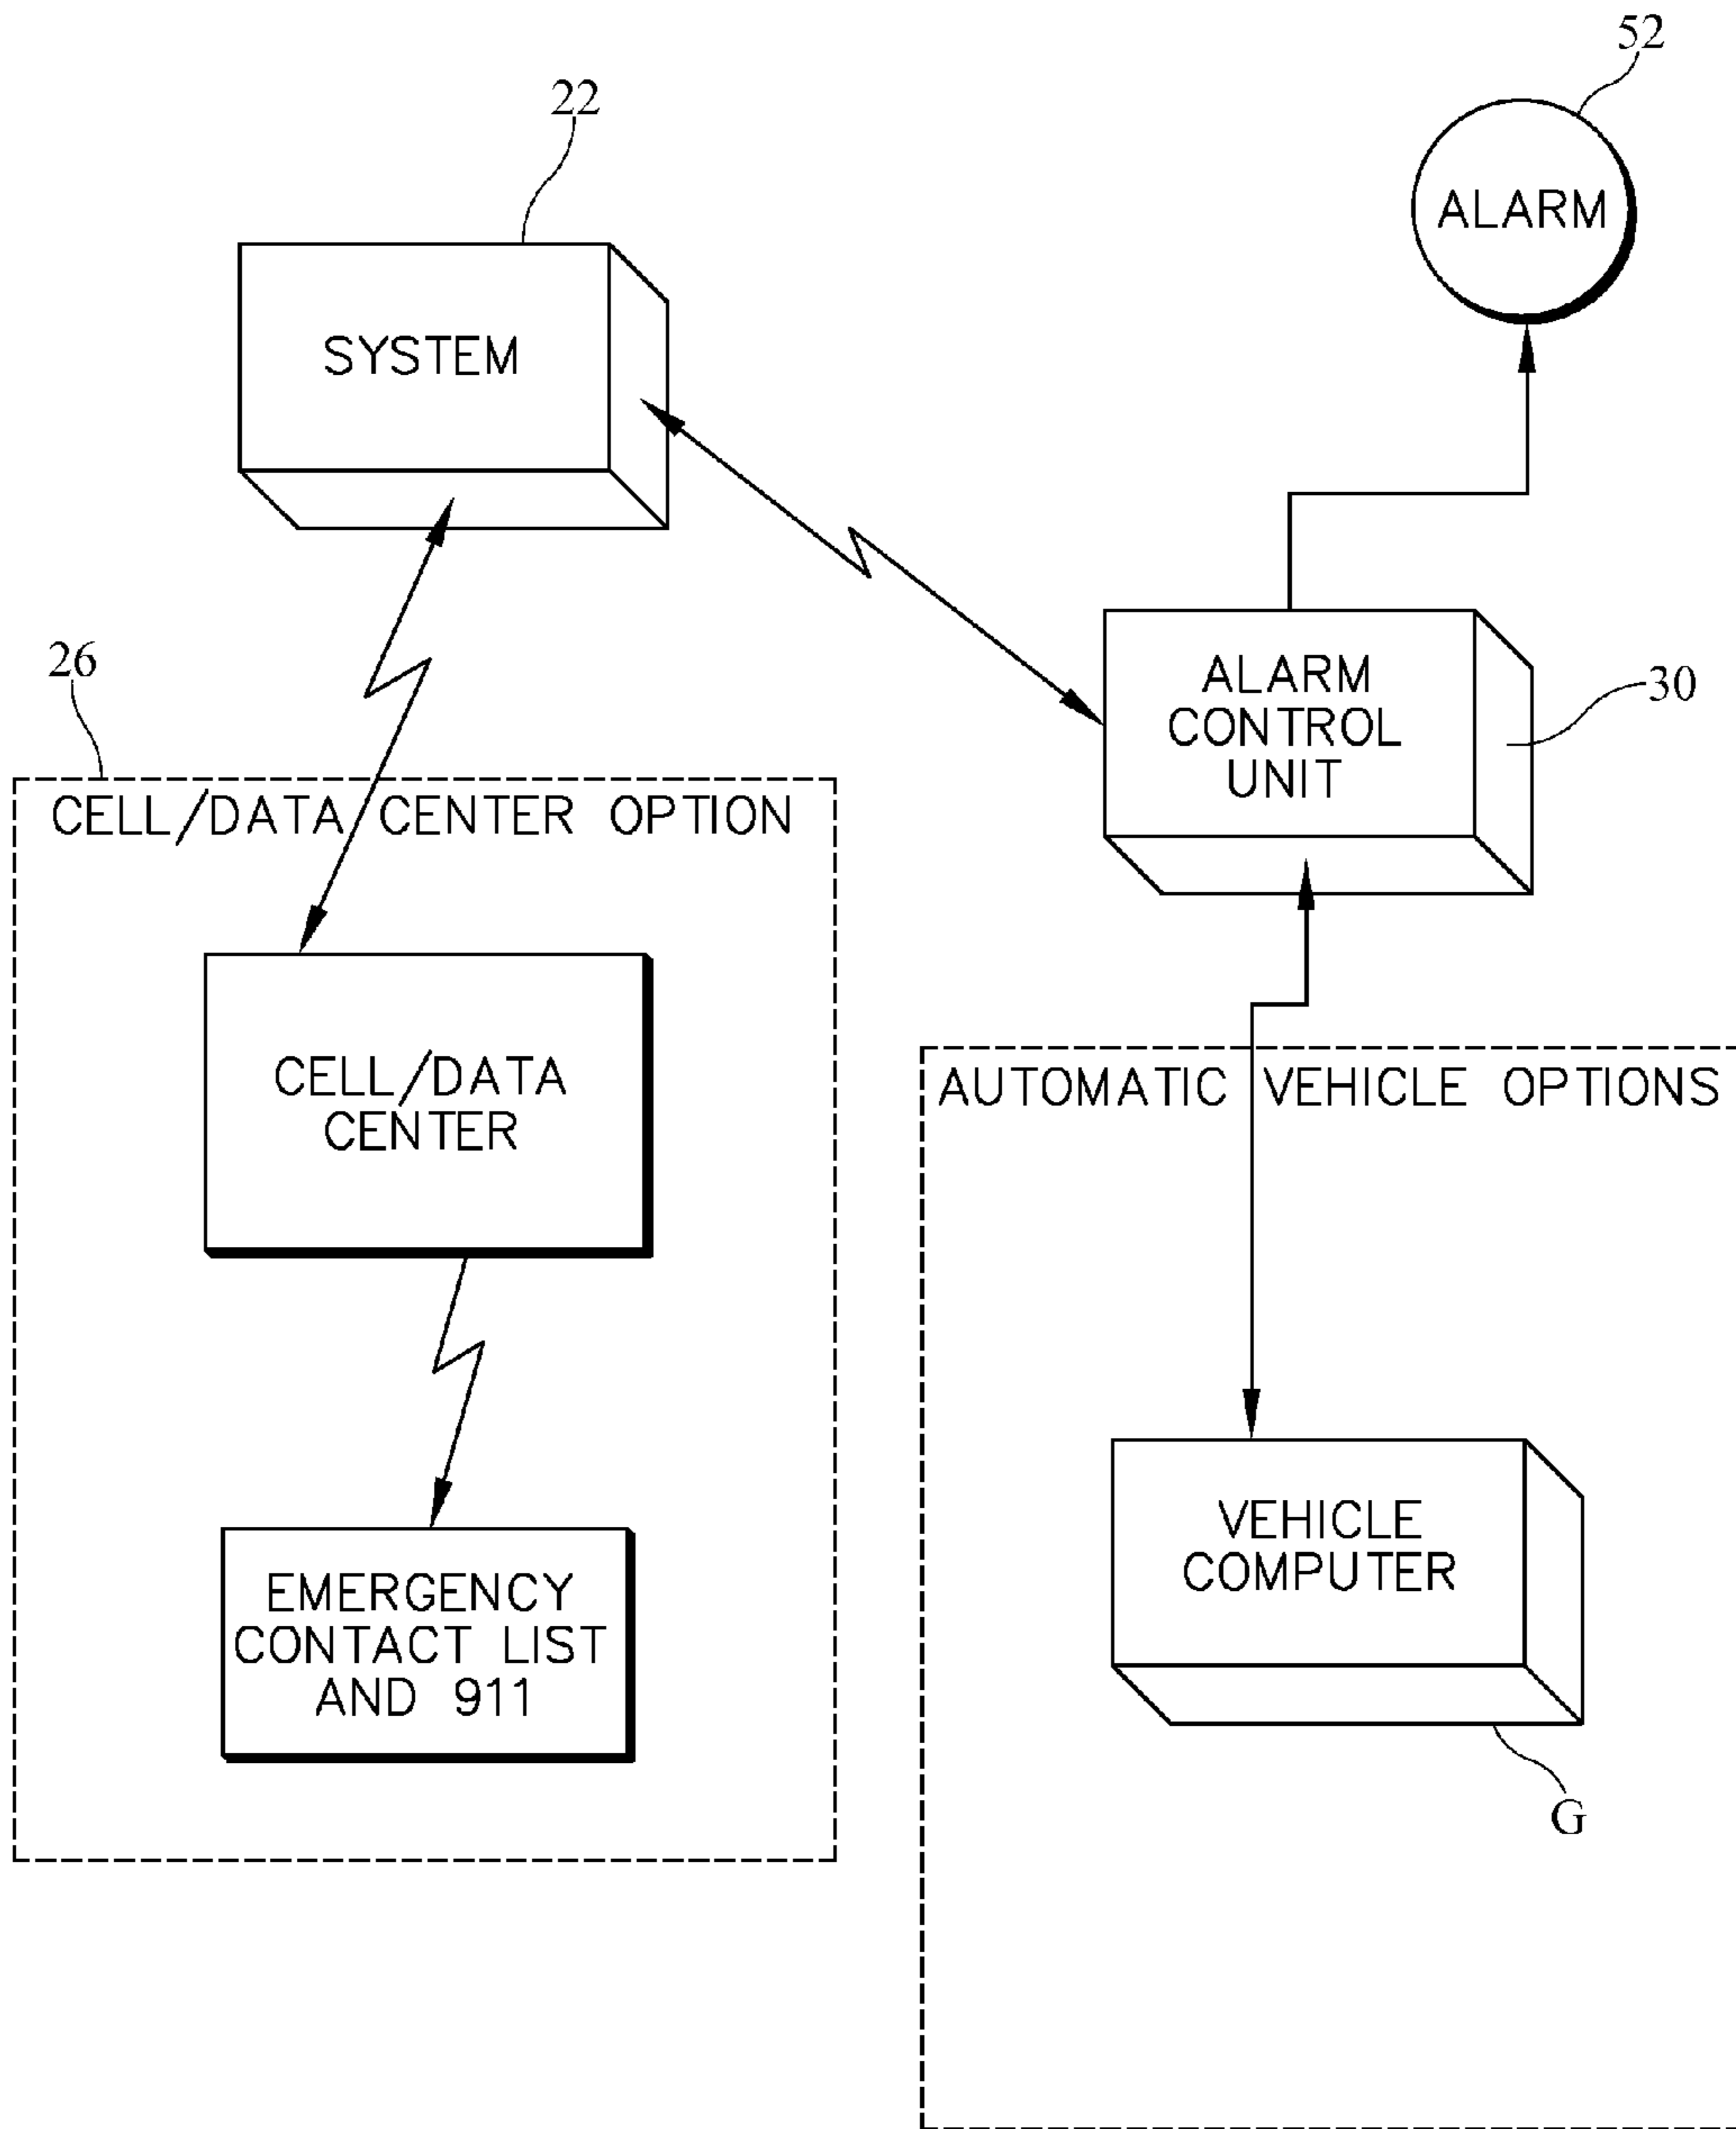 52
22
ALARM
SYSTEM
26
ALARM
CONTROL
UNIT
30
CELL/DATA CENTER OPTION
CELL/DATA
CENTER
AUTOMATIC VEHICLE OPTIONS
VEHICLE
COMPUTER
EMERGENCY
CONTACT LIST
AND 911
G